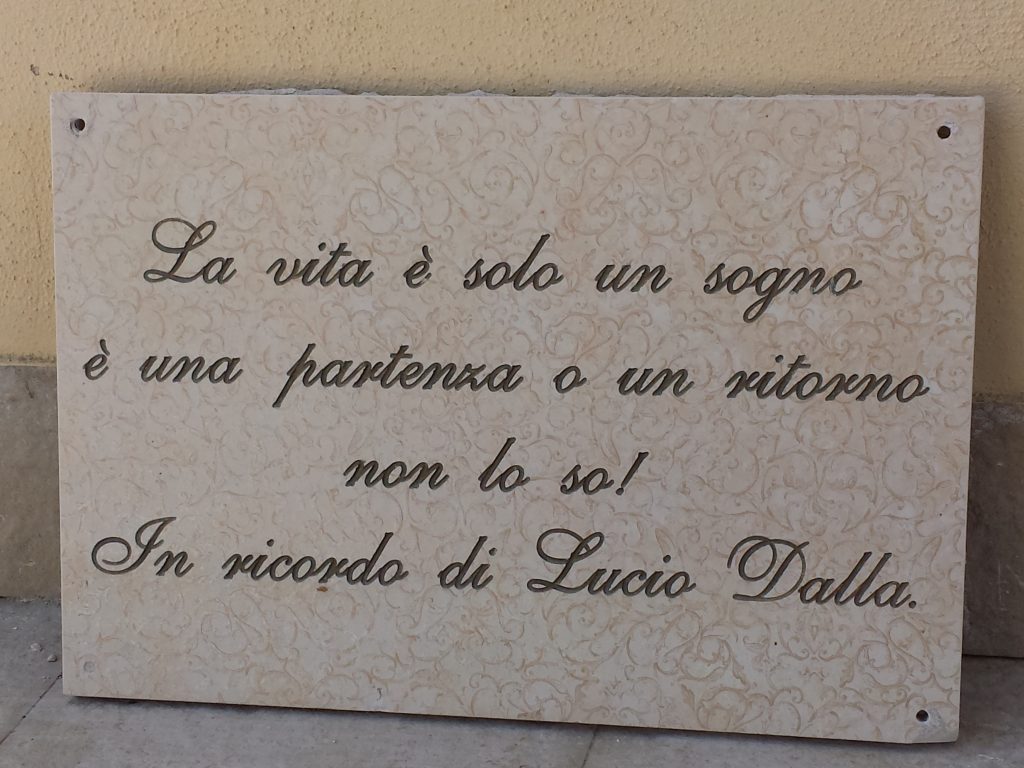 La vita è solo un sogno
è una partenza o un ritorno
non lo so!
In ricordo di Lucio Dalla.